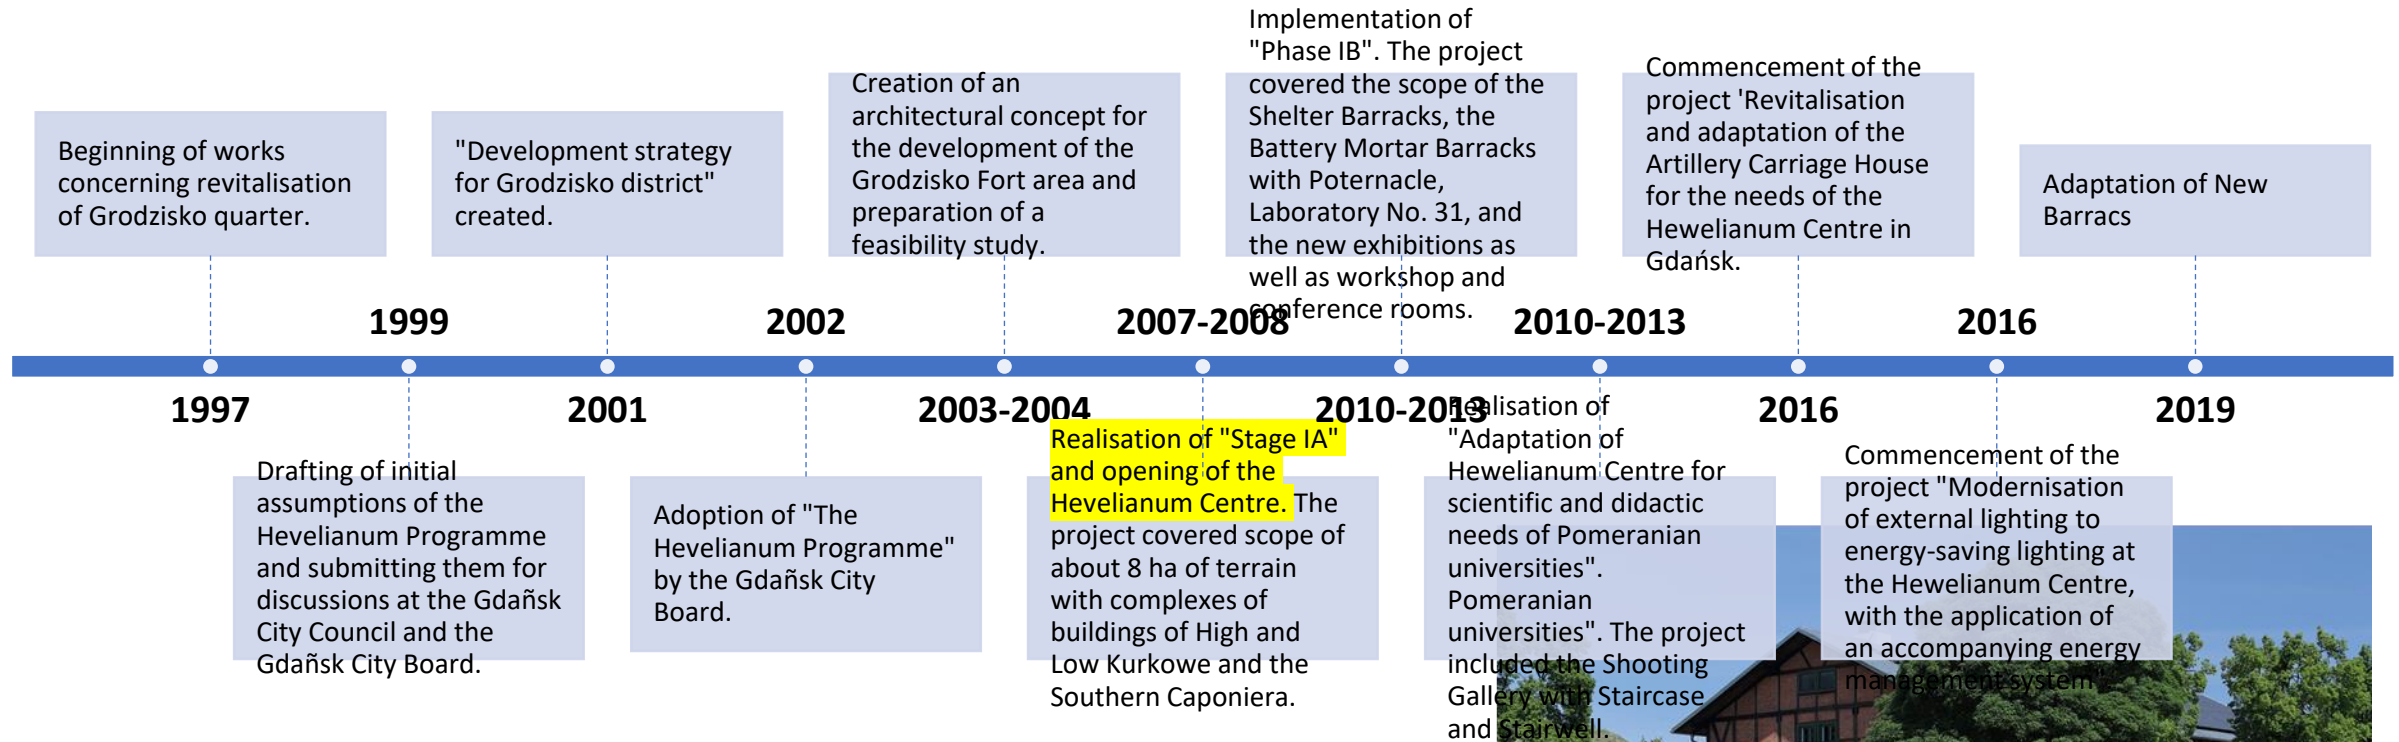 Beginning of works
concerning revitalisation
of Grodzisko quarter.
1997
1999
Drafting of initial
assumptions of the
Hevelianum Programme
and submitting them for
discussions at the Gdañsk
City Council and the
Gdañsk City Board.
"Development strategy
for Grodzisko district"
created.
2001
2002
Adoption of "The
Hevelianum Programme"
by the Gdañsk City
Board.
Creation of an
architectural concept for
the development of the
Grodzisko Fort area and
preparation of a
feasibility study.
2003-2004
2007-2008
Realisation of "Stage IA"
and opening of the
Hevelianum Centre. The
project covered scope of
about 8 ha of terrain
with complexes of
buildings of High and
Low Kurkowe and the
Southern Caponiera.
Implementation of
"Phase IB". The project
covered the scope of the
Shelter Barracks, the
Battery Mortar Barracks
with Poternacle,
Laboratory No. 31, and
the new exhibitions as
well as workshop and
conference rooms.
2010-2013
2010-2013
Realisation of
"Adaptation of
Hewelianum Centre for
scientific and didactic
needs of Pomeranian
universities".
Pomeranian
universities". The project
included the Shooting
Gallery with Staircase
and Stairwell.
Commencement of the
project 'Revitalisation
and adaptation of the
Artillery Carriage House
for the needs of the
Hewelianum Centre in
Gdańsk.
2016
2016
Commencement of the
project "Modernisation
of external lighting to
energy-saving lighting at
the Hewelianum Centre,
with the application of
an accompanying energy
management system"
Adaptation of New
Barracs
2019